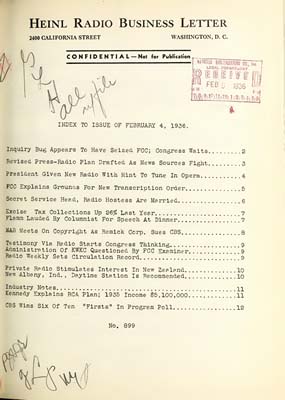 HEINL RADIO BUSINESS LETTER
2400 CALIFORNIA STREET WASHINGTON, D. C.
CONFIDENTIAL—Not for Publication.
LEGAL DEPARTMENT
RECEIVED
FEB 5 1936
Hall
my file
INDEX TO ISSUE OF FEBRUARY 4, 1936.
Inquiry Bug Appears To Have Seized FCC; Congress Waits........2
Revised Press-Radio Plan Drafted As News Sources Fight........3
President Given New Radio With Hint To Tune In Opera..........4
FCC Explains Grounds For New Transcription Order..............5
Secret Service Head, Radio Hostess Are Married................6
Excise Tax Collections Up 26% Last Year.......................7
Flamm Lauded By Columnist For Speech At Dinner................7
M&R Meets On Copyright As Remick Corp. Sues CBS...............8
Testimony Via Radio Starts Congress Thinking..................9
Administration Of KWKC Questioned By FCC Examiner.............9
Radio Weekly Sets Circulation Record..........................9
Private Radio Stimulates Interest In New Zealand.............10
New Albany, Ind., Daytime Station Is Recommended.............10
Industry Notes...............................................11
Kennedy Explains RCA Plan; 1935 Income $5,100,000............11
CBS Wins Six Of Ten "Firsts" In Program Poll.................12
No. 899